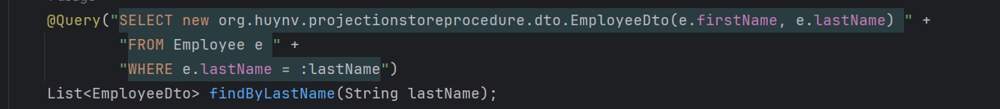 @Query("SELECT new org.huynv.projectionstoreprocedure.dto.EmployeeDto(e.firstName, e.lastName) " +
"FROM Employee e " +
"WHERE e.lastName = :lastName")
List<EmployeeDto> findByLastName(String lastName);